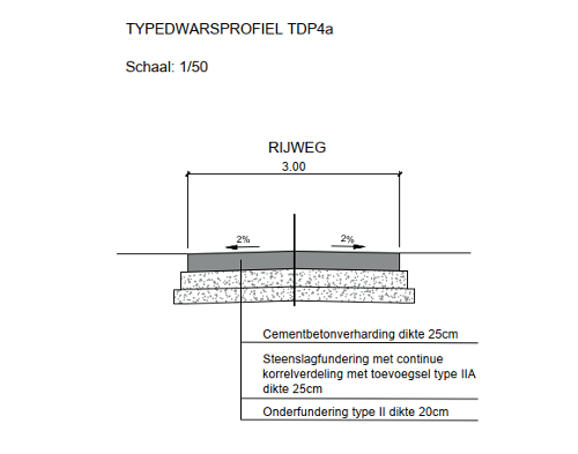 TYPEDWARSPROFIEL TDP4a
Schaal: 1/50
RIJWEG
3.00
2% 2%
Cementbetonverharding dikte 25cm
Steenslagfundering met continue
korrelverdeling met toevoegsel type IIA
dikte 25cm
Onderfundering type II dikte 20cm